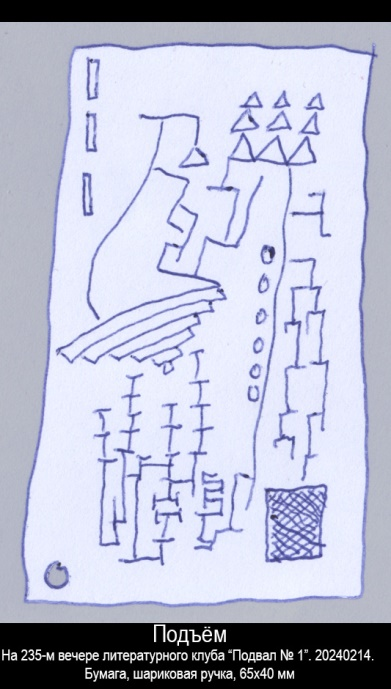 Подъём
На 235-м вечере литературного клуба “Подвал № 1”. 20240214.
Бумага, шариковая ручка, 65x40 мм